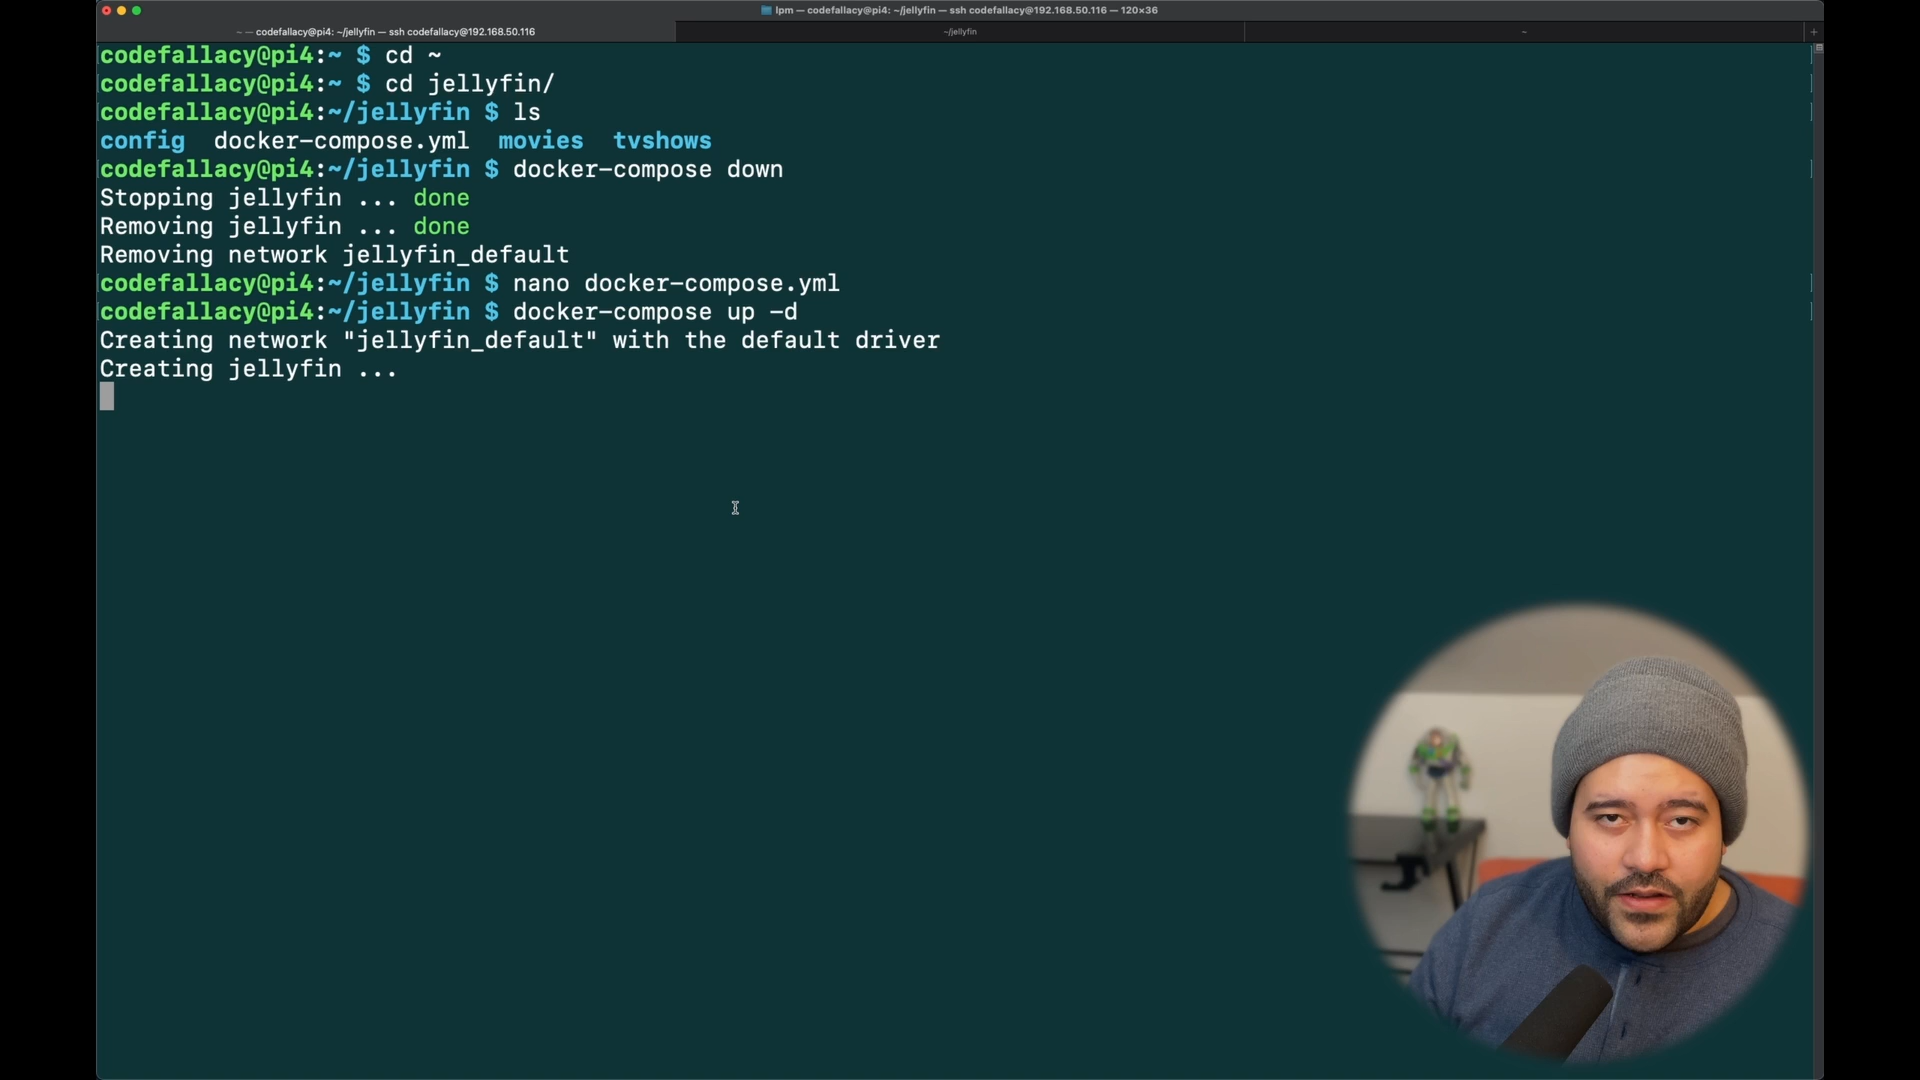 lpm — codefallacy@pi4: ~/jellyfin — ssh codefallacy@192.168.50.116 — 120×36
~ — codefallacy@pi4: ~/jellyfin — ssh codefallacy@192.168.50.116
~/jellyfin
~
+
codefallacy@pi4:~ $ cd ~
codefallacy@pi4:~ $ cd jellyfin/
codefallacy@pi4:~/jellyfin $ ls
config  docker-compose.yml  movies  tvshows
codefallacy@pi4:~/jellyfin $ docker-compose down
Stopping jellyfin ... done
Removing jellyfin ... done
Removing network jellyfin_default
codefallacy@pi4:~/jellyfin $ nano docker-compose.yml
codefallacy@pi4:~/jellyfin $ docker-compose up -d
Creating network "jellyfin_default" with the default driver
Creating jellyfin ...